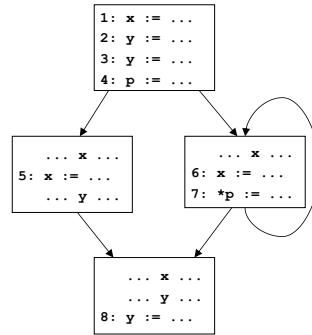 1: x := ...
2: y := ...
3: y := ...
4: p := ...
... x ...
5: x := ...
... y ...
... x ...
6: x := ...
7: *p := ...
... x ...
... y ...
8: y := ...